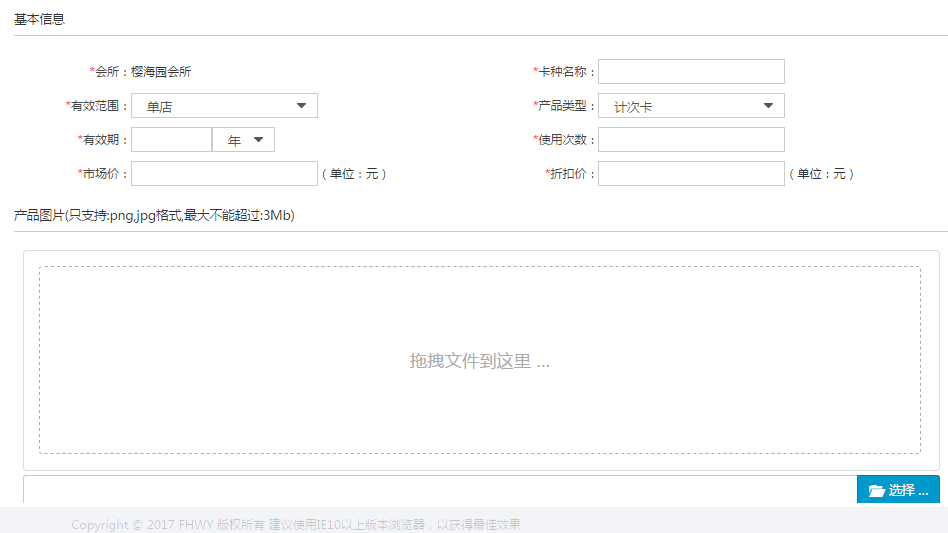 基本信息
*会所：樱海园会所 *卡种名称：
*有效范围： 单店 *产品类型： 计次卡
*有效期： 年 *使用次数：
*市场价： （单位：元） *折扣价： （单位：元）
产品图片(只支持:png,jpg格式,最大不能超过:3Mb)
拖拽文件到这里 ...
选择 ...
Copyright © 2017 FHWY 版权所有 建议使用IE10以上版本浏览器，以获得最佳效果